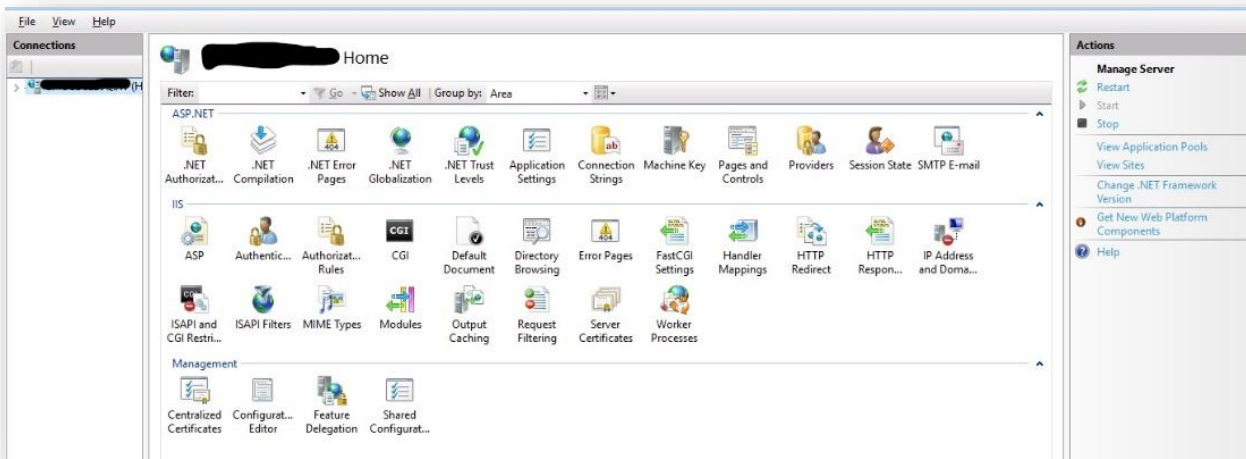 File View Help
Connections
Home
Filter: Go Show All Group by: Area
ASP.NET
.NET Authorizat...
.NET Compilation
.NET Error Pages
.NET Globalization
.NET Trust Levels
Application Settings
Connection Strings
Machine Key
Pages and Controls
Providers
Session State
SMTP E-mail
IIS
ASP
Authentic...
Authorizat... Rules
CGI
Default Document
Directory Browsing
Error Pages
FastCGI Settings
Handler Mappings
HTTP Redirect
HTTP Respon...
IP Address and Doma...
ISAPI and CGI Restri...
ISAPI Filters
MIME Types
Modules
Output Caching
Request Filtering
Server Certificates
Worker Processes
Management
Centralized Certificates
Configurat... Editor
Feature Delegation
Shared Configurat...
Actions
Manage Server
Restart
Start
Stop
View Application Pools
View Sites
Change .NET Framework
Version
Get New Web Platform
Components
Help